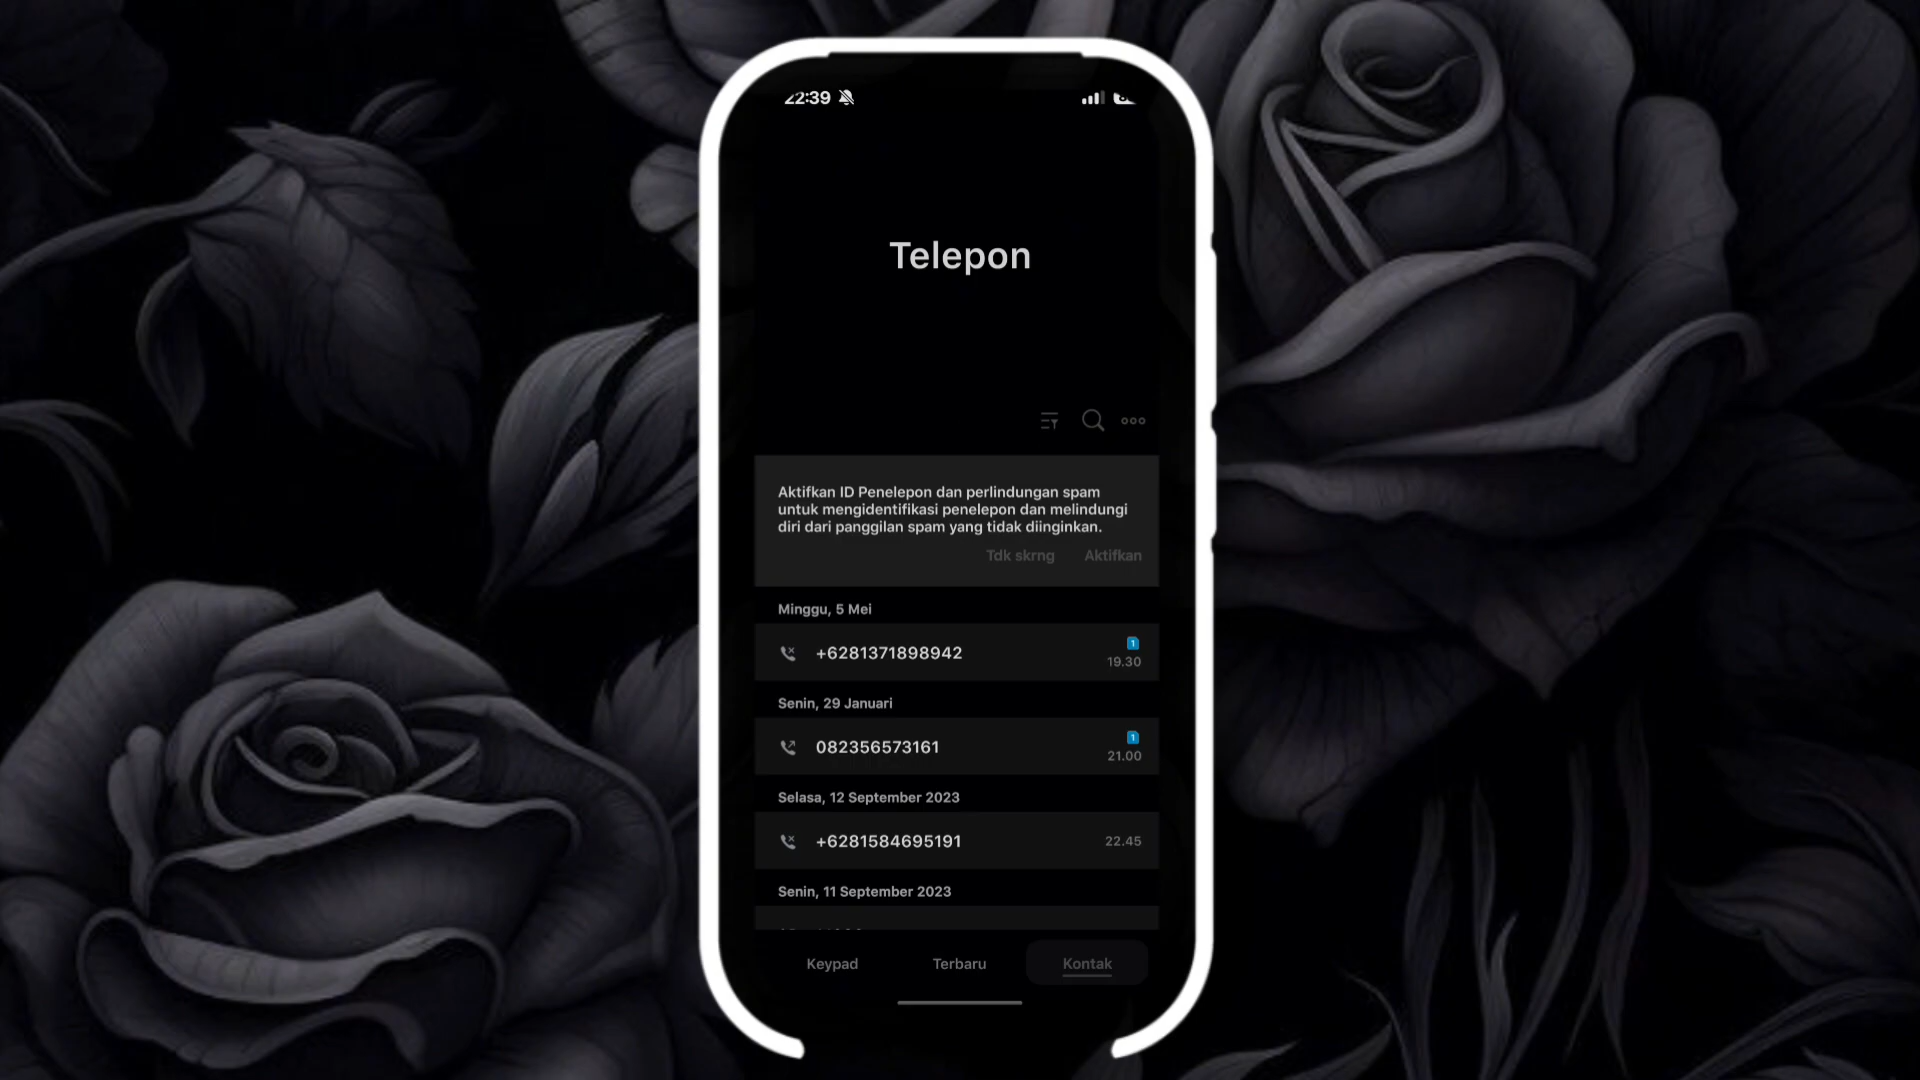 22:39
Telepon
Aktifkan ID Penelepon dan perlindungan spam
untuk mengidentifikasi penelepon dan melindungi
diri dari panggilan spam yang tidak diinginkan.
Tdk skrng Aktifkan
Minggu, 5 Mei
1
+6281371898942
19.30
Senin, 29 Januari
1
082356573161
21.00
Selasa, 12 September 2023
+6281584695191 22.45
Senin, 11 September 2023
Keypad Terbaru Kontak